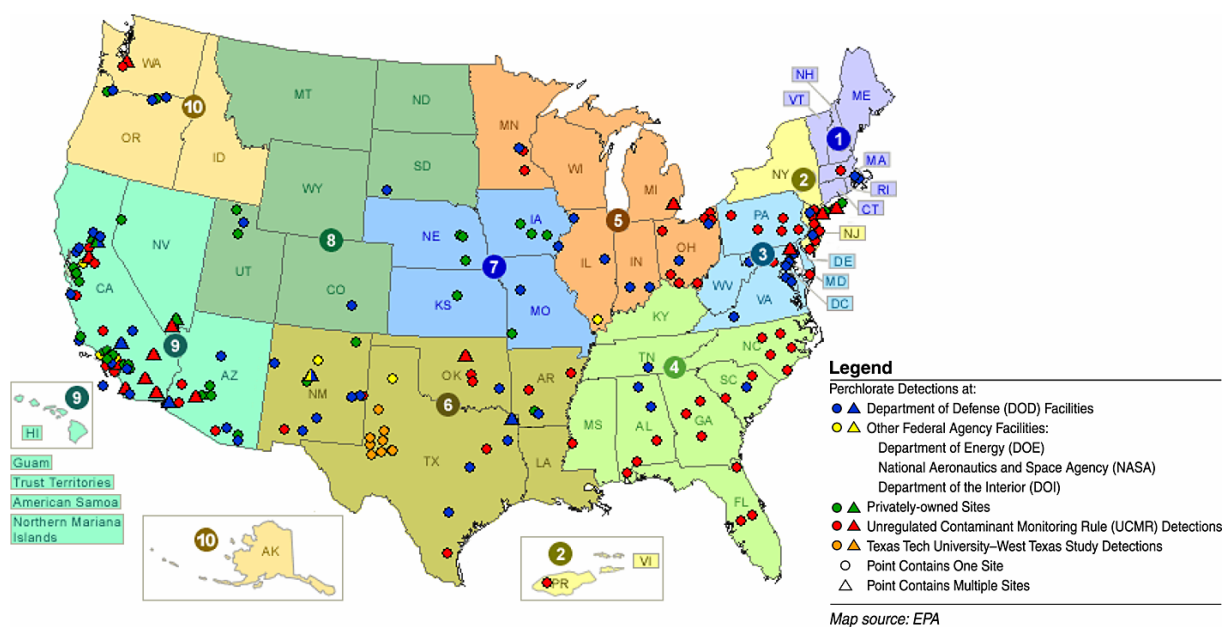 NH
VT
ME
WA
MT
ND
MN
10
1
OR
ID
SD
WI
MI
NY
2
MA
RI
CT
WY
5
PA
NJ
NV
8
NE
IA
7
IL
IN
OH
3
DE
MD
DC
UT
CA
CO
KS
MO
WV
VA
KY
9
4
TN
NC
AZ
NM
OK
AR
SC
6
9
HI
TX
LA
MS
AL
GA
FL
Guam
Trust Territories
American Samoa
Northern Mariana
Islands
10
AK
2
PR
VI
Legend
Perchlorate Detections at:
Department of Defense (DOD) Facilities
Other Federal Agency Facilities:
Department of Energy (DOE)
National Aeronautics and Space Agency (NASA)
Department of the Interior (DOI)
Privately-owned Sites
Unregulated Contaminant Monitoring Rule (UCMR) Detections
Texas Tech University–West Texas Study Detections
Point Contains One Site
Point Contains Multiple Sites
Map source: EPA